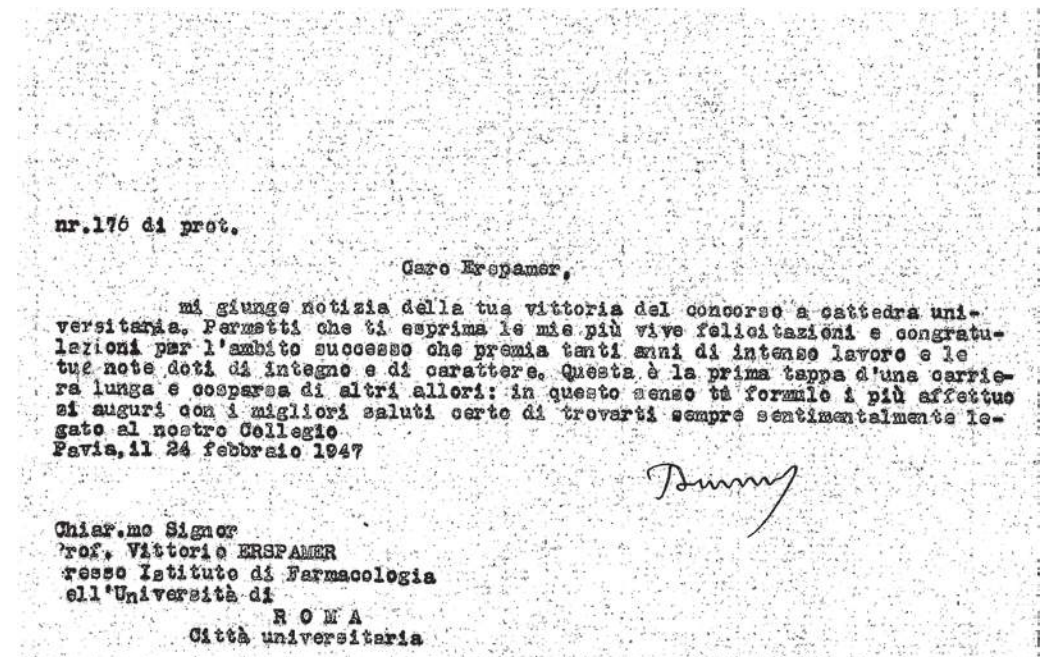 nr.176 di prot.
Caro Erspamer,
mi giunge notizia della tua vittoria del concorso a cattedra uni-
versitaria. Permetti che ti esprima le mie più vive felicitazioni e congratu-
lazioni per l'ambito successo che premia tanti anni di intenso lavoro e le
tue note doti di integno e di carattere. Questa è la prima tappa d'una carrie-
ra lunga e cosparsa di altri allori: in questo senso ti formulo i più affettuo
si auguri con i migliori saluti certo di trovarti sempre sentimentalmente le-
gato al nostro Collegio
Pavia,il 24 febbraio 1947
Chiar.mo Signor
Prof. Vittorio ERSPAMER
resso Istituto di Farmacologia
ell'Università di
R O M A
Città universitaria